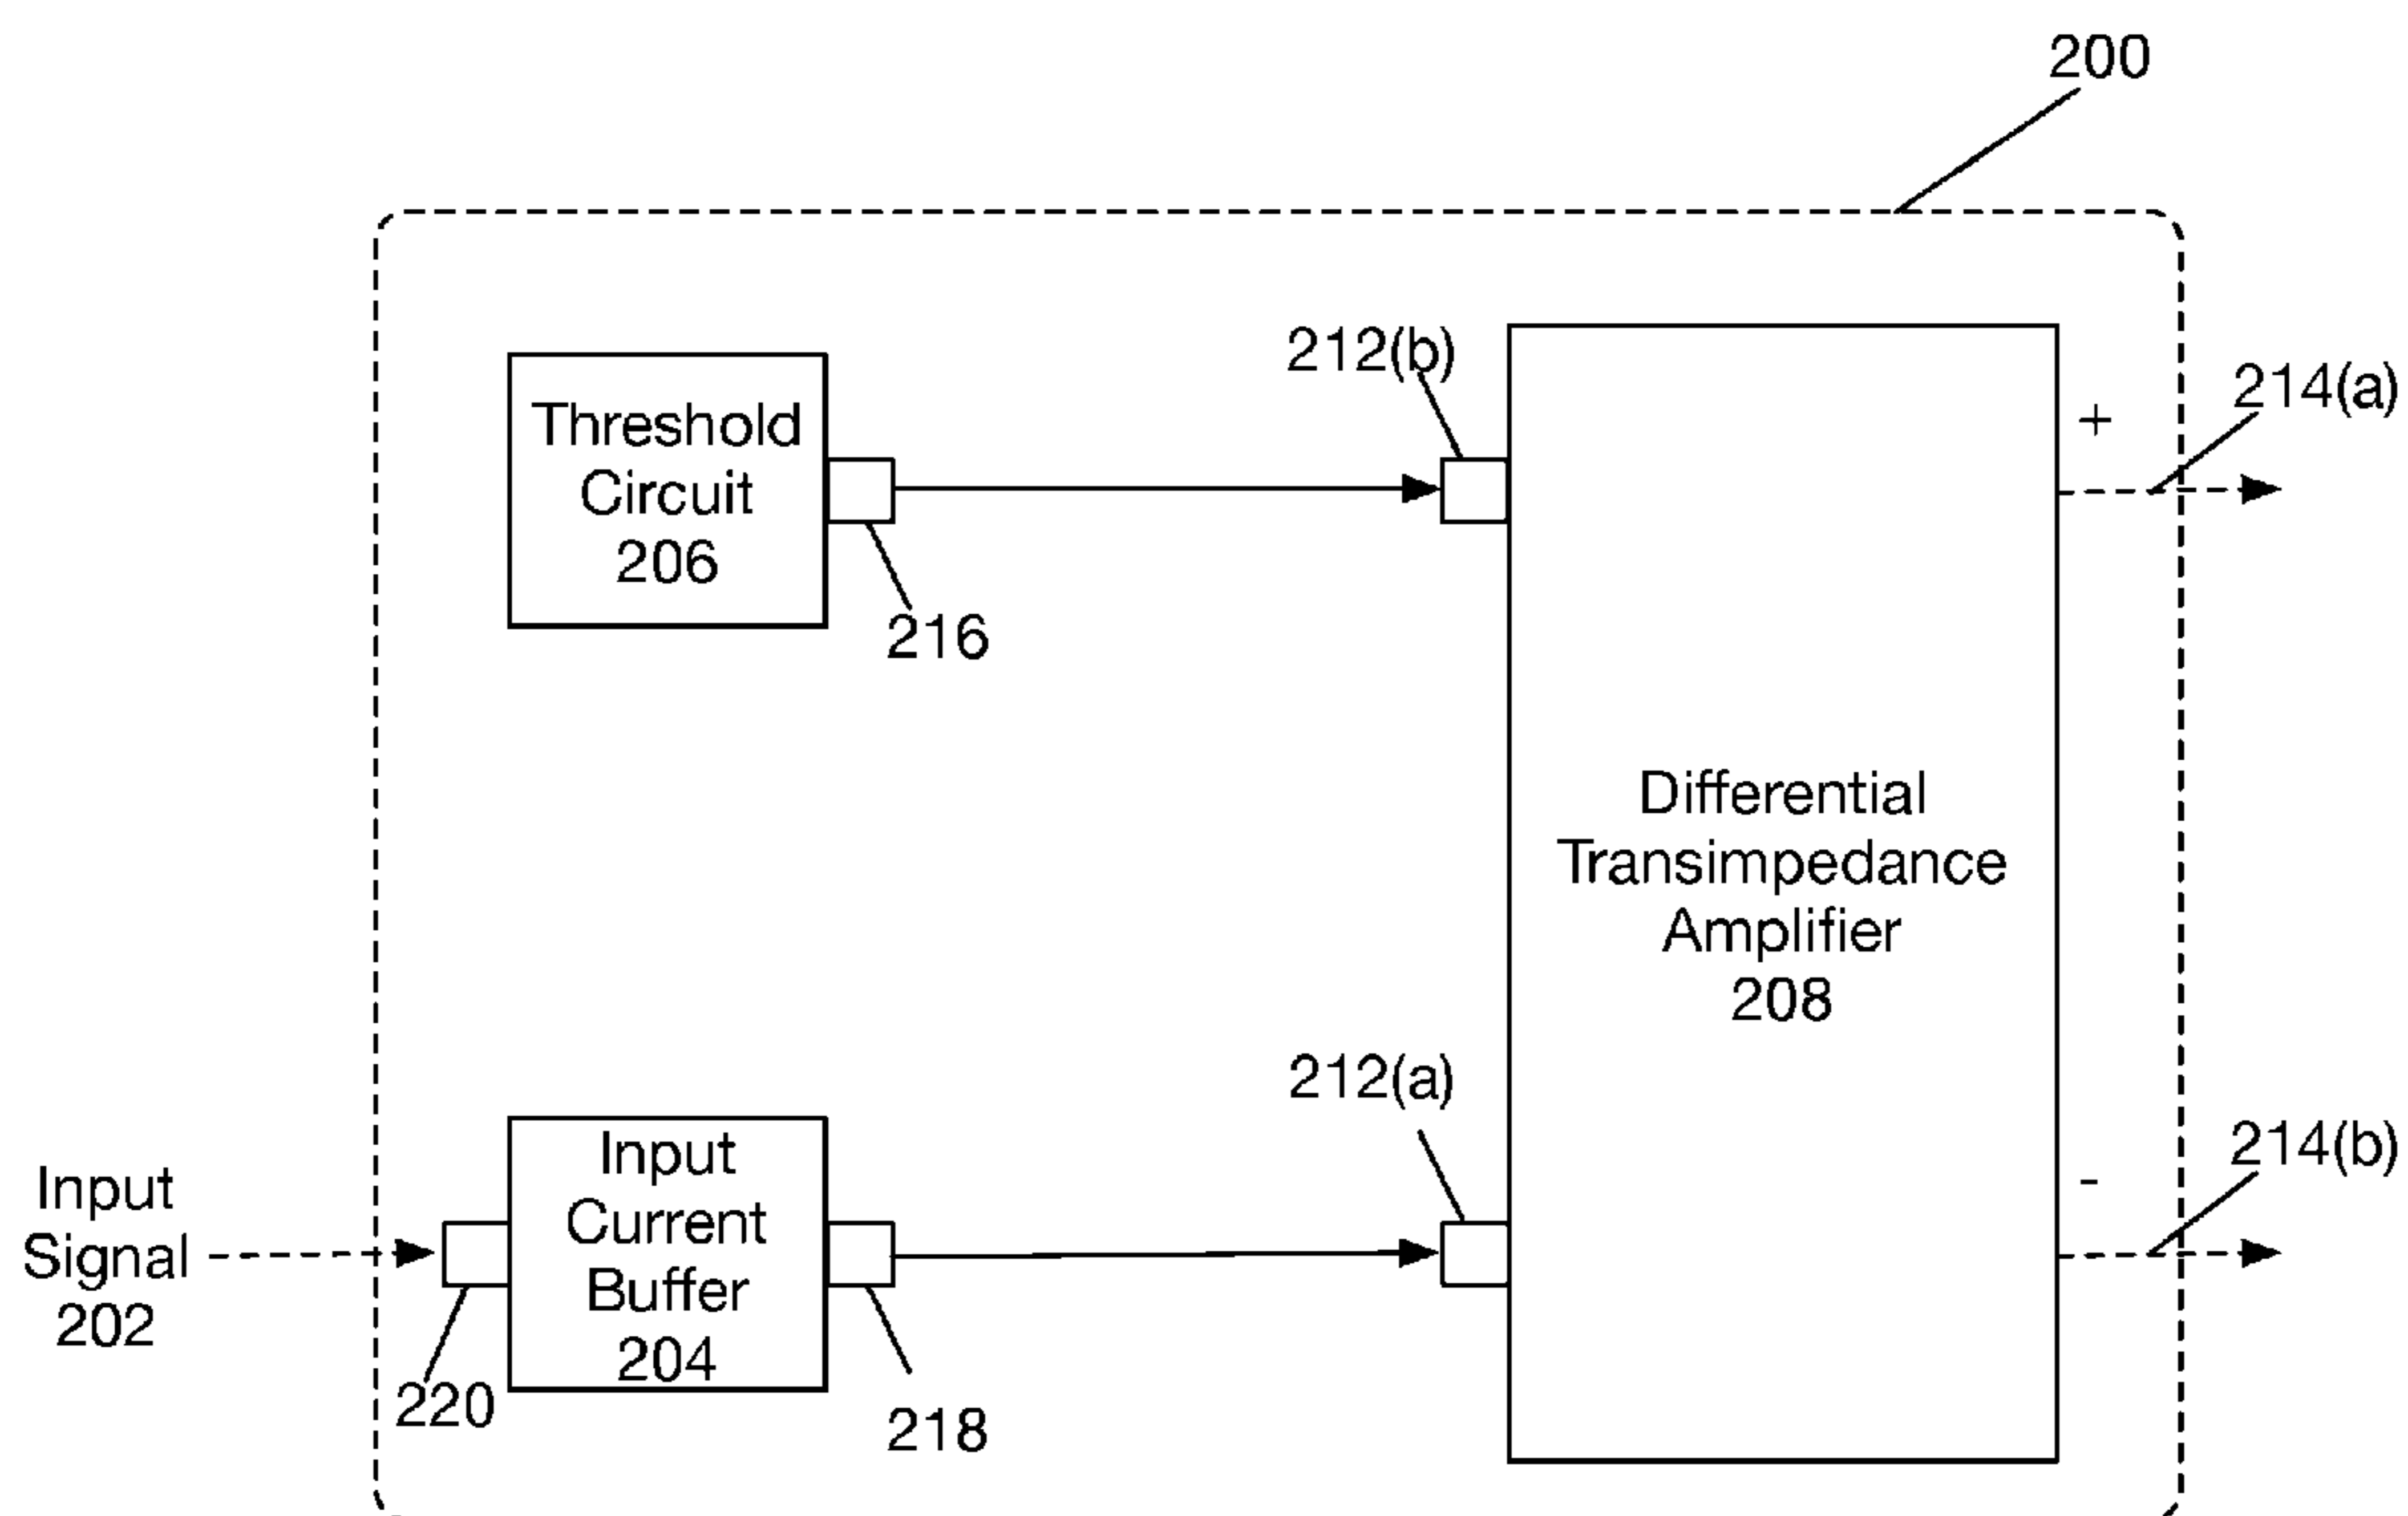 200
212(b)
214(a)
+
Threshold
Circuit
206
216
Differential
Transimpedance
Amplifier
208
212(a)
214(b)
-
Input
Signal
202
Input
Current
Buffer
204
220
218